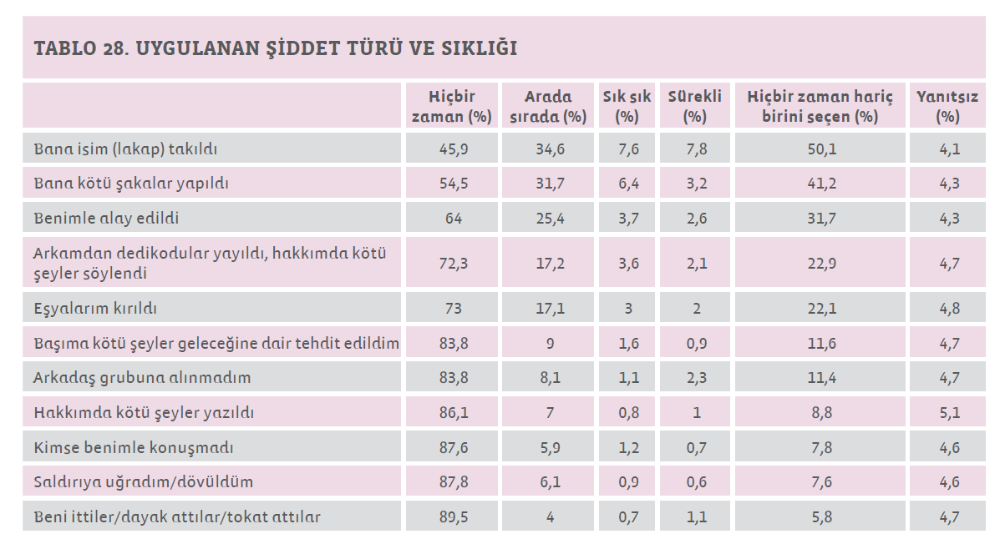 TABLO 28. UYGULANAN ŞİDDET TÜRÜ VE SIKLIĞI
Hiçbir zaman (%) Arada sırada (%) Sık sık (%) Sürekli (%) Hiçbir zaman hariç birini seçen (%) Yanıtsız (%)
Bana isim (lakap) takıldı 45,9 34,6 7,6 7,8 50,1 4,1
Bana kötü şakalar yapıldı 54,5 31,7 6,4 3,2 41,2 4,3
Benimle alay edildi 64 25,4 3,7 2,6 31,7 4,3
Arkamdan dedikodular yayıldı, hakkımda kötü
şeyler söylendi 72,3 17,2 3,6 2,1 22,9 4,7
Eşyalarım kırıldı 73 17,1 3 2 22,1 4,8
Başıma kötü şeyler geleceğine dair tehdit edildim 83,8 9 1,6 0,9 11,6 4,7
Arkadaş grubuna alınmadım 83,8 8,1 1,1 2,3 11,4 4,7
Hakkımda kötü şeyler yazıldı 86,1 7 0,8 1 8,8 5,1
Kimse benimle konuşmadı 87,6 5,9 1,2 0,7 7,8 4,6
Saldırıya uğradım/dövüldüm 87,8 6,1 0,9 0,6 7,6 4,6
Beni ittiler/dayak attılar/tokat attılar 89,5 4 0,7 1,1 5,8 4,7